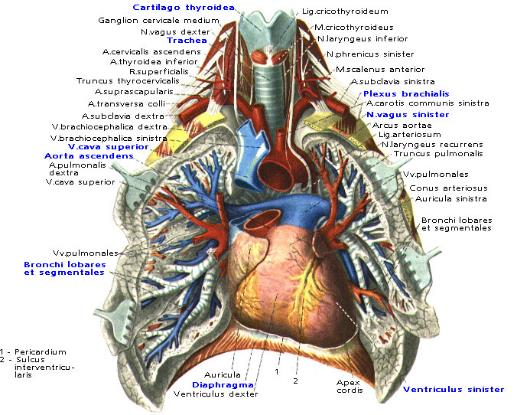 Cartilago thyroidea
Ganglion cervicale medium
N.vagus dexter
Trachea
A.cervicalis ascendens
A.thyroidea inferior
R.superficialis
Truncus thyrocervicalis
A.suprascapularis
A.transversa colli
A.subclavia dextra
V.brachiocephalica dextra
V.brachiocephalica sinistra
V.cava superior
Aorta ascendens
A.pulmonalis
dextra
V.cava superior
Vv.pulmonales
Bronchi lobares
et segmentales
1 - Pericardium
2 - Sulcus
interventricu-
laris
Lig.cricothyroideum
M.cricothyroideus
N.laryngeus inferior
N.phrenicus sinister
M.scalenus anterior
A.subclavia sinistra
Plexus brachialis
A.carotis communis sinistra
N.vagus sinister
Arcus aortae
Lig.arteriosum
N.laryngeus recurrens
Truncus pulmonalis
Vv.pulmonales
Conus arteriosus
Auricula sinistra
Bronchi lobares
et segmentales
Auricula
Diaphragma
Ventriculus dexter
1
2
Apex
cordis
Ventriculus sinister